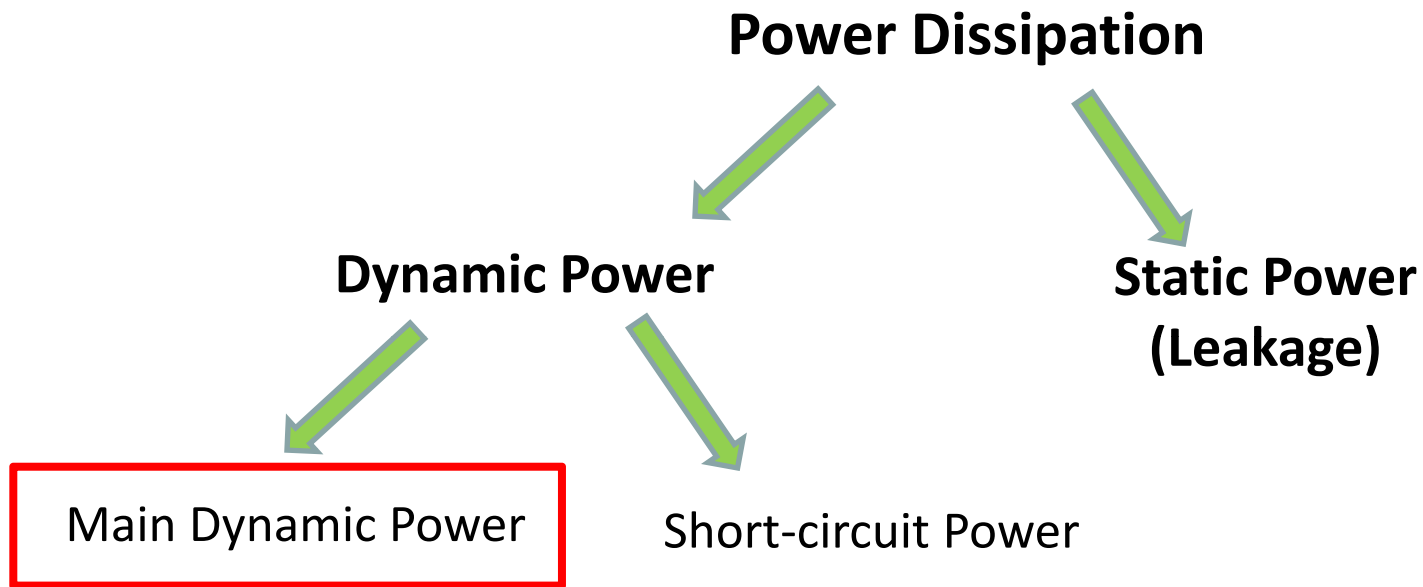 Power Dissipation
Dynamic Power
Static Power
(Leakage)
Main Dynamic Power
Short-circuit Power